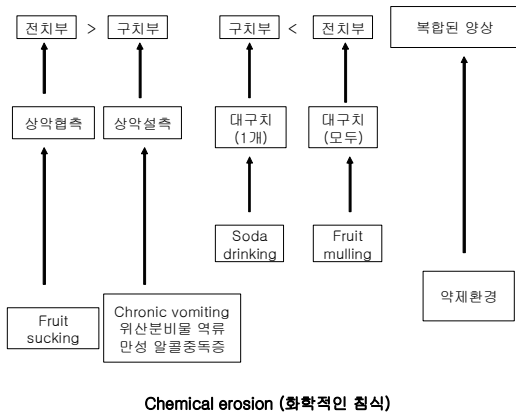 전치부 > 구치부 구치부 < 전치부 복합된 양상
상악협측 상악설측 대구치 (1개) 대구치 (모두)
Soda drinking
Fruit mulling
약제환경
Fruit sucking
Chronic vomiting
위산분비물 역류
만성 알콜중독증
Chemical erosion (화학적인 침식)